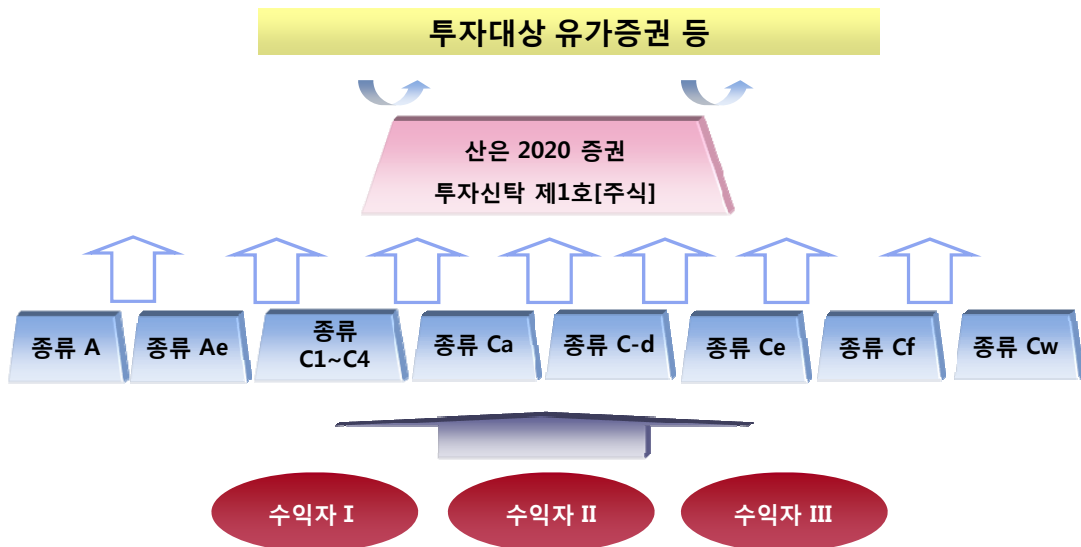 투자대상 유가증권 등
산은 2020 증권
투자신탁 제1호[주식]
종류 A
종류 Ae
종류
C1~C4
종류 Ca
종류 C-d
종류 Ce
종류 Cf
종류 Cw
수익자 I
수익자 II
수익자 III